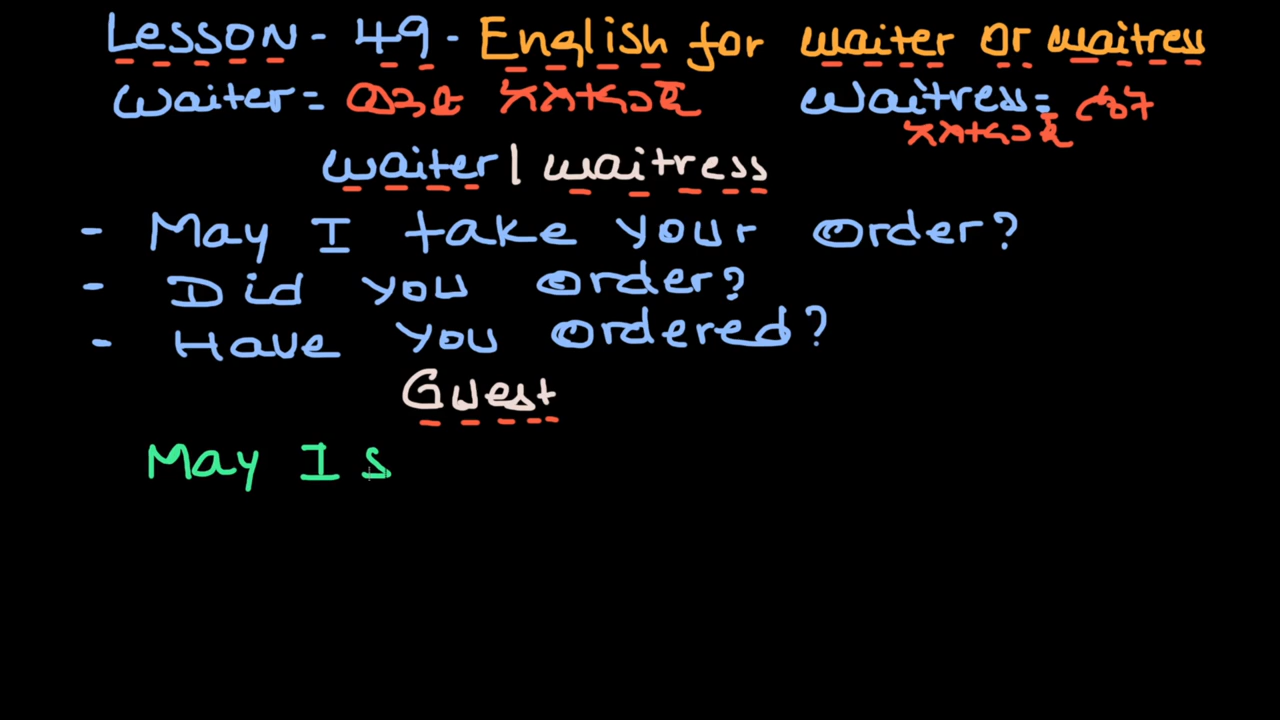 Lesson - 49 - English for waiter or waitress
Waiter = Waitress =
waiter | waitress
- May I take your order?
- Did you order?
- Have you ordered?
Guest
May I s